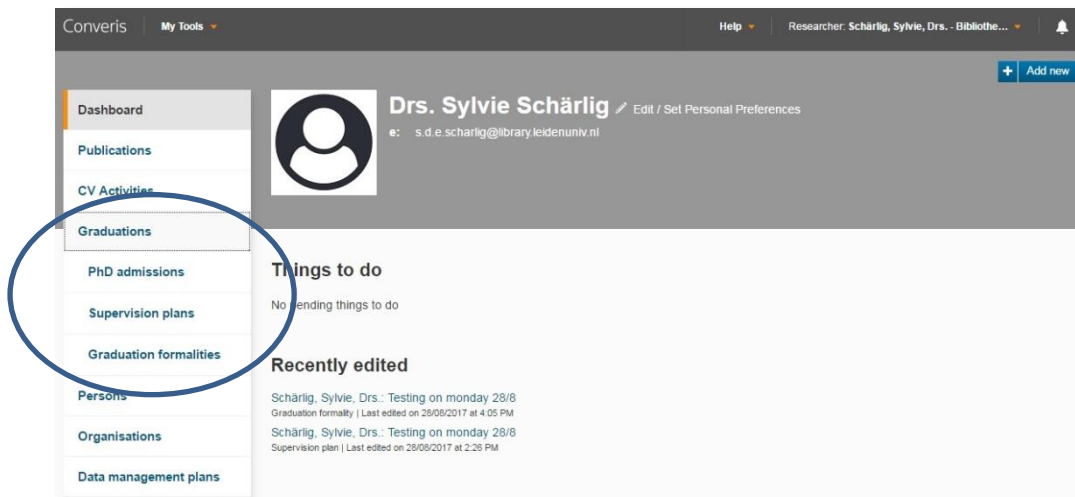 Converis My Tools Help Researcher: Schärlig, Sylvie, Drs. - Bibliothe...
+ Add new
Dashboard
Publications
CV Activities
Graduations
PhD admissions
Supervision plans
Graduation formalities
Persons
Organisations
Data management plans
Drs. Sylvie Schärlig Edit / Set Personal Preferences
e: s.d.e.scharlig@library.leidenuniv.nl
Things to do
No pending things to do
Recently edited
Schärlig, Sylvie, Drs.: Testing on monday 28/8
Graduation formality | Last edited on 28/08/2017 at 4:05 PM
Schärlig, Sylvie, Drs.: Testing on monday 28/8
Supervision plan | Last edited on 28/08/2017 at 2:26 PM